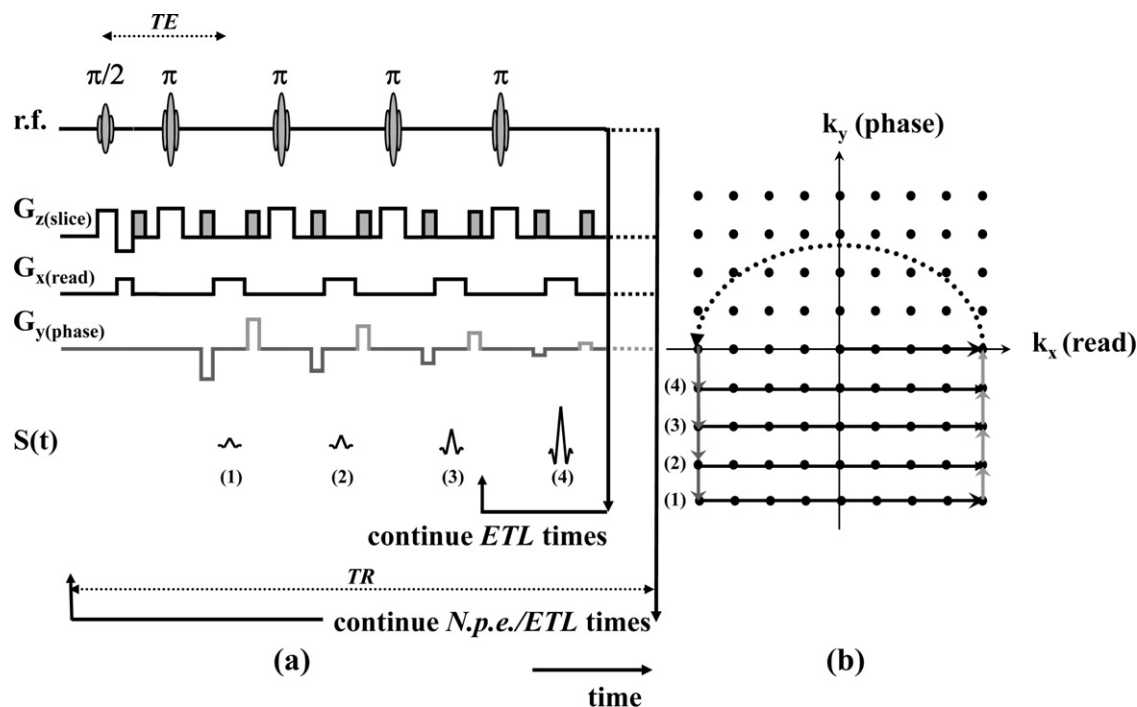 TE
π/2 π π π π
r.f.
Gz(slice)
Gx(read)
Gy(phase)
S(t)
(1) (2) (3) (4)
continue ETL times
TR
continue N.p.e./ETL times
(a)
time
ky (phase)
kx (read)
(4)
(3)
(2)
(1)
(b)